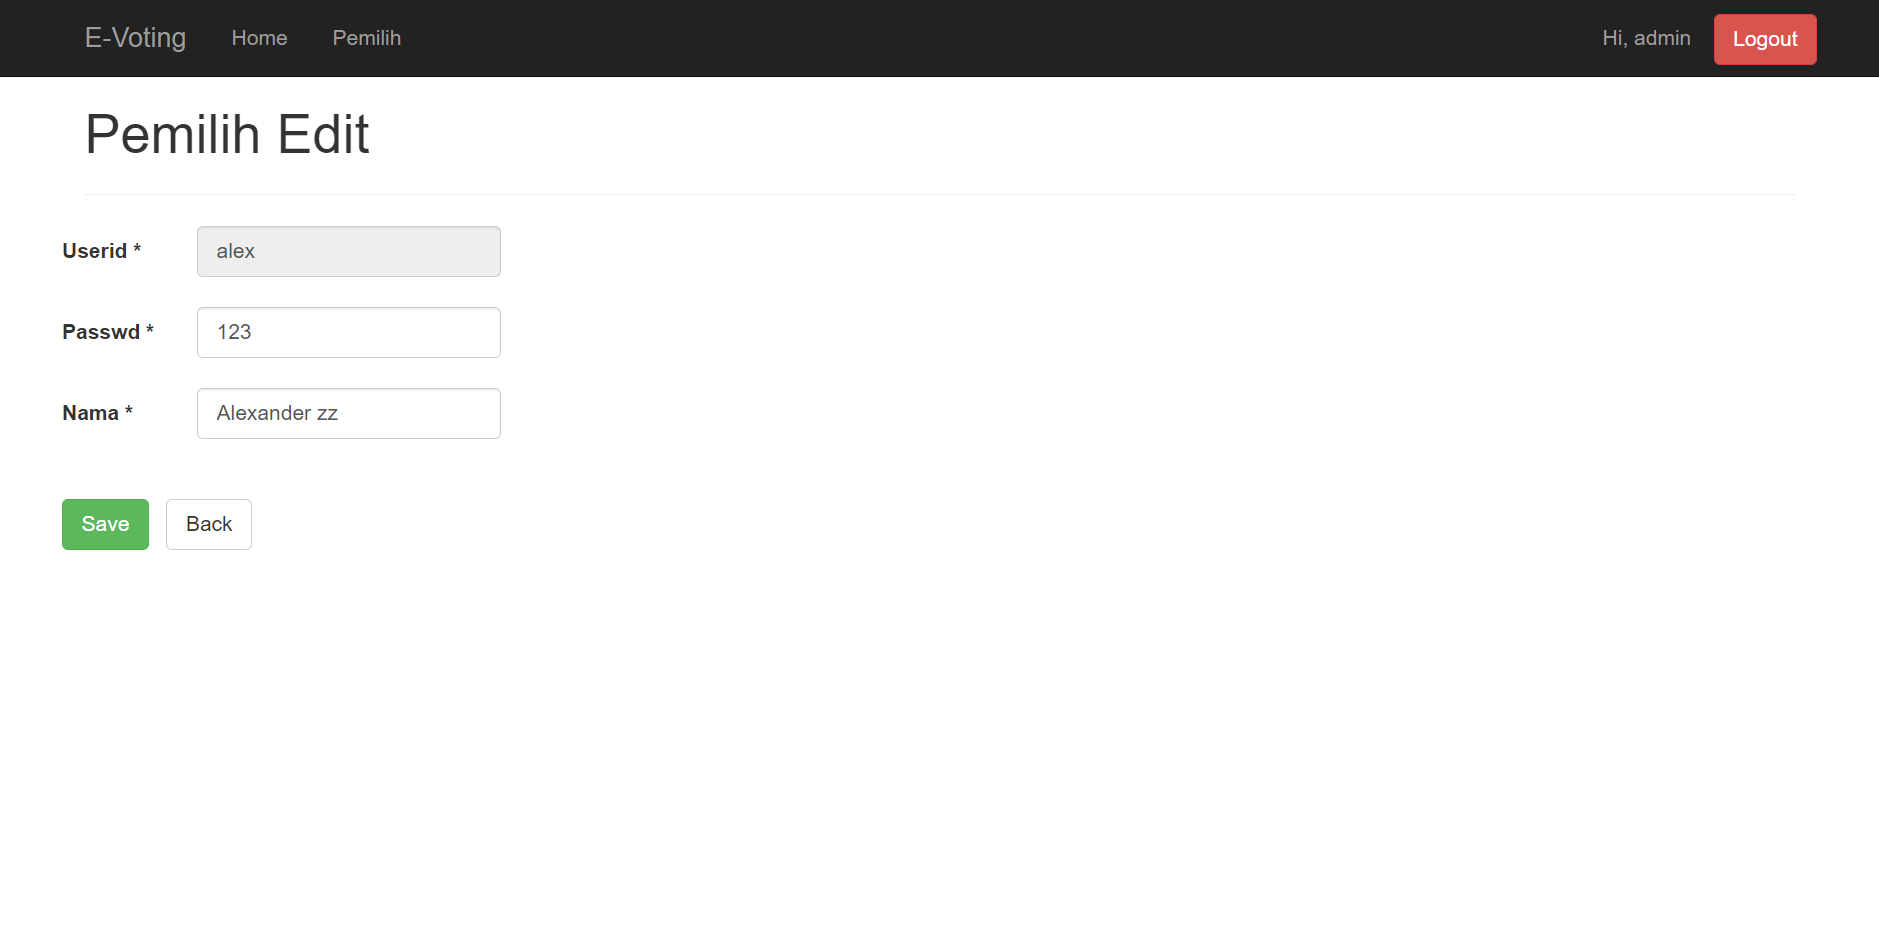 E-Voting Home Pemilih Hi, admin Logout
Pemilih Edit
Userid * alex
Passwd * 123
Nama * Alexander zz
Save Back